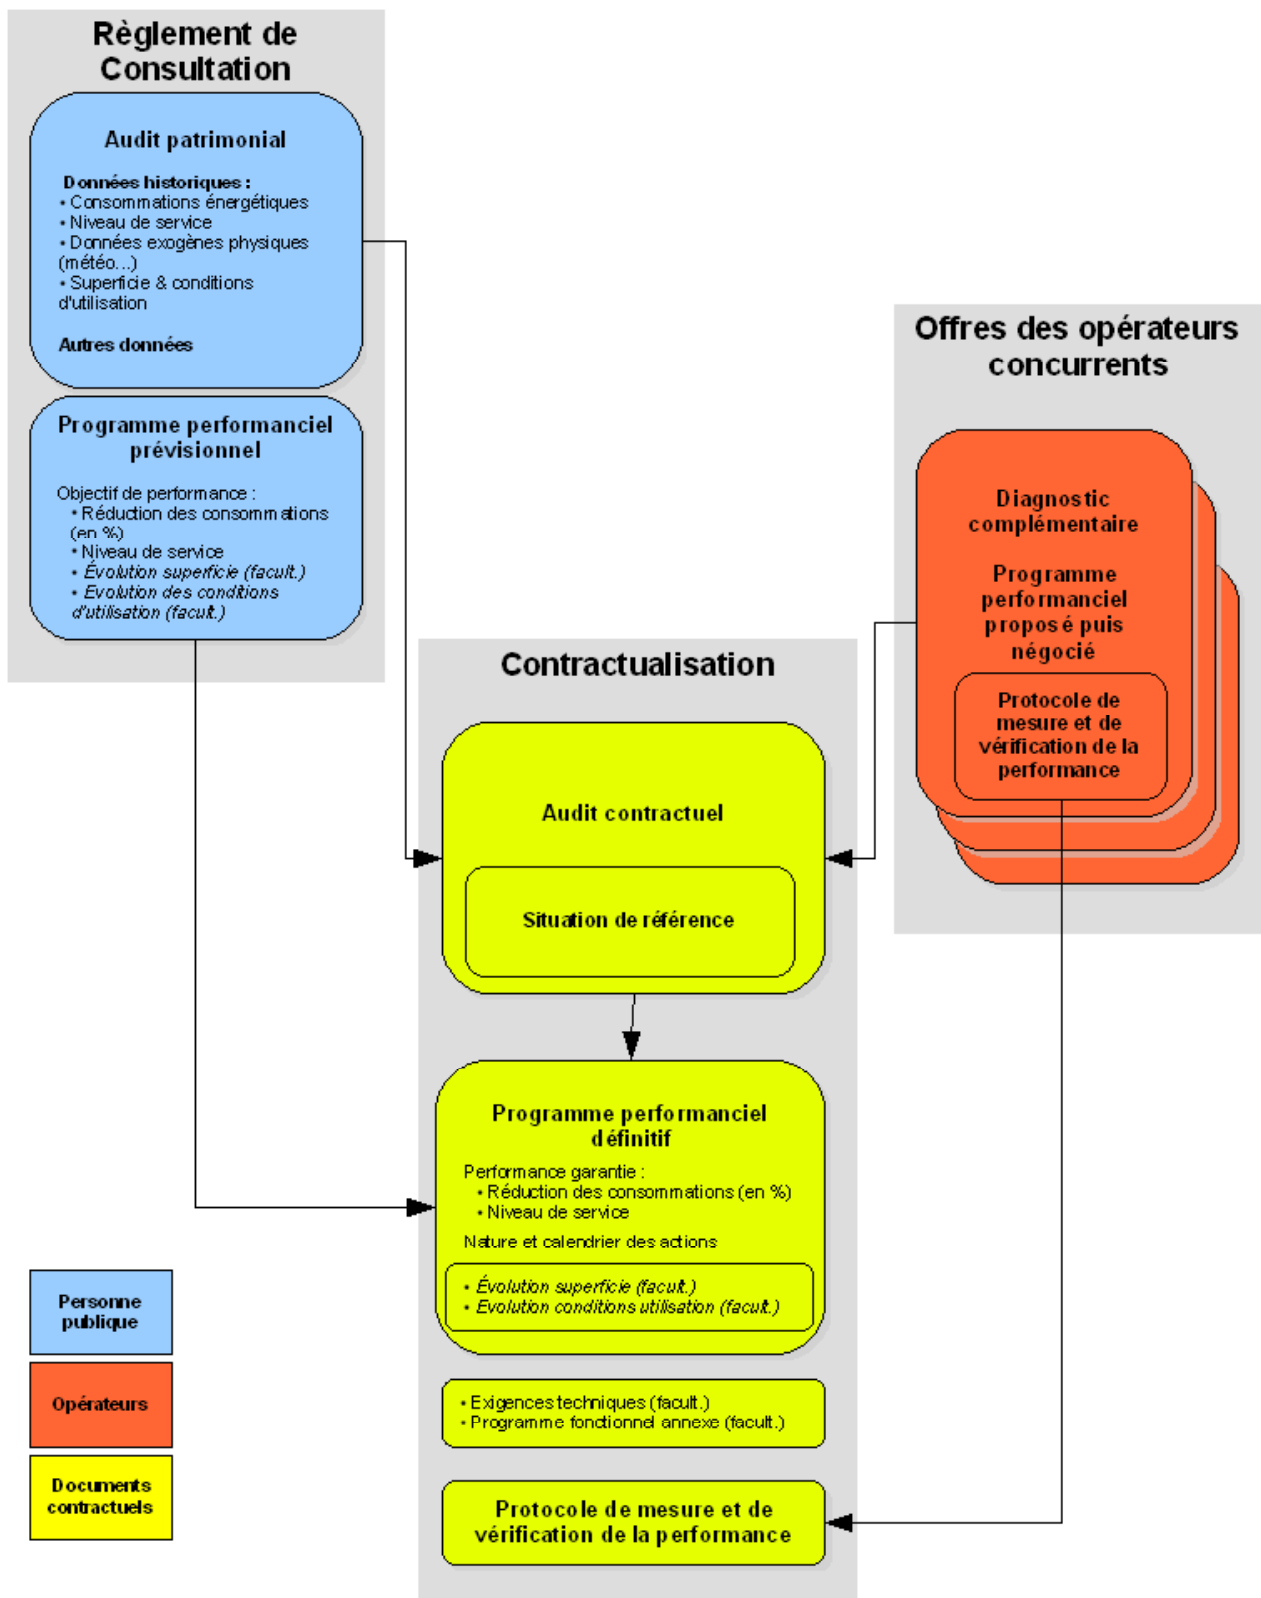 Règlement de
Consultation
Audit patrimonial
Données historiques :
• Consommations énergétiques
• Niveau de service
• Données exogènes physiques
(météo...)
• Superficie & conditions
d'utilisation
Autres données
Programme performanciel
prévisionnel
Objectif de performance :
• Réduction des consommations
(en %)
• Niveau de service
• Évolution superficie (facult.)
• Evolution des conditions
d'utilisation (facult.)
Offres des opérateurs
concurrents
Diagnostic
complémentaire
Programme
performanciel
proposé puis
négocié
Protocole de
mesure et de
vérification de la
performance
Contractualisation
Audit contractuel
Situation de référence
Programme performanciel
définitif
Performance garantie :
• Réduction des consommations (en %)
• Niveau de service
Nature et calendrier des actions
• Évolution superficie (facult.)
• Evolution conditions utilisation (facult.)
• Exigences techniques (facult.)
• Programme fonctionnel annexe (facult.)
Protocole de mesure et de
vérification de la performance
Personne
publique
Opérateurs
Documents
contractuels